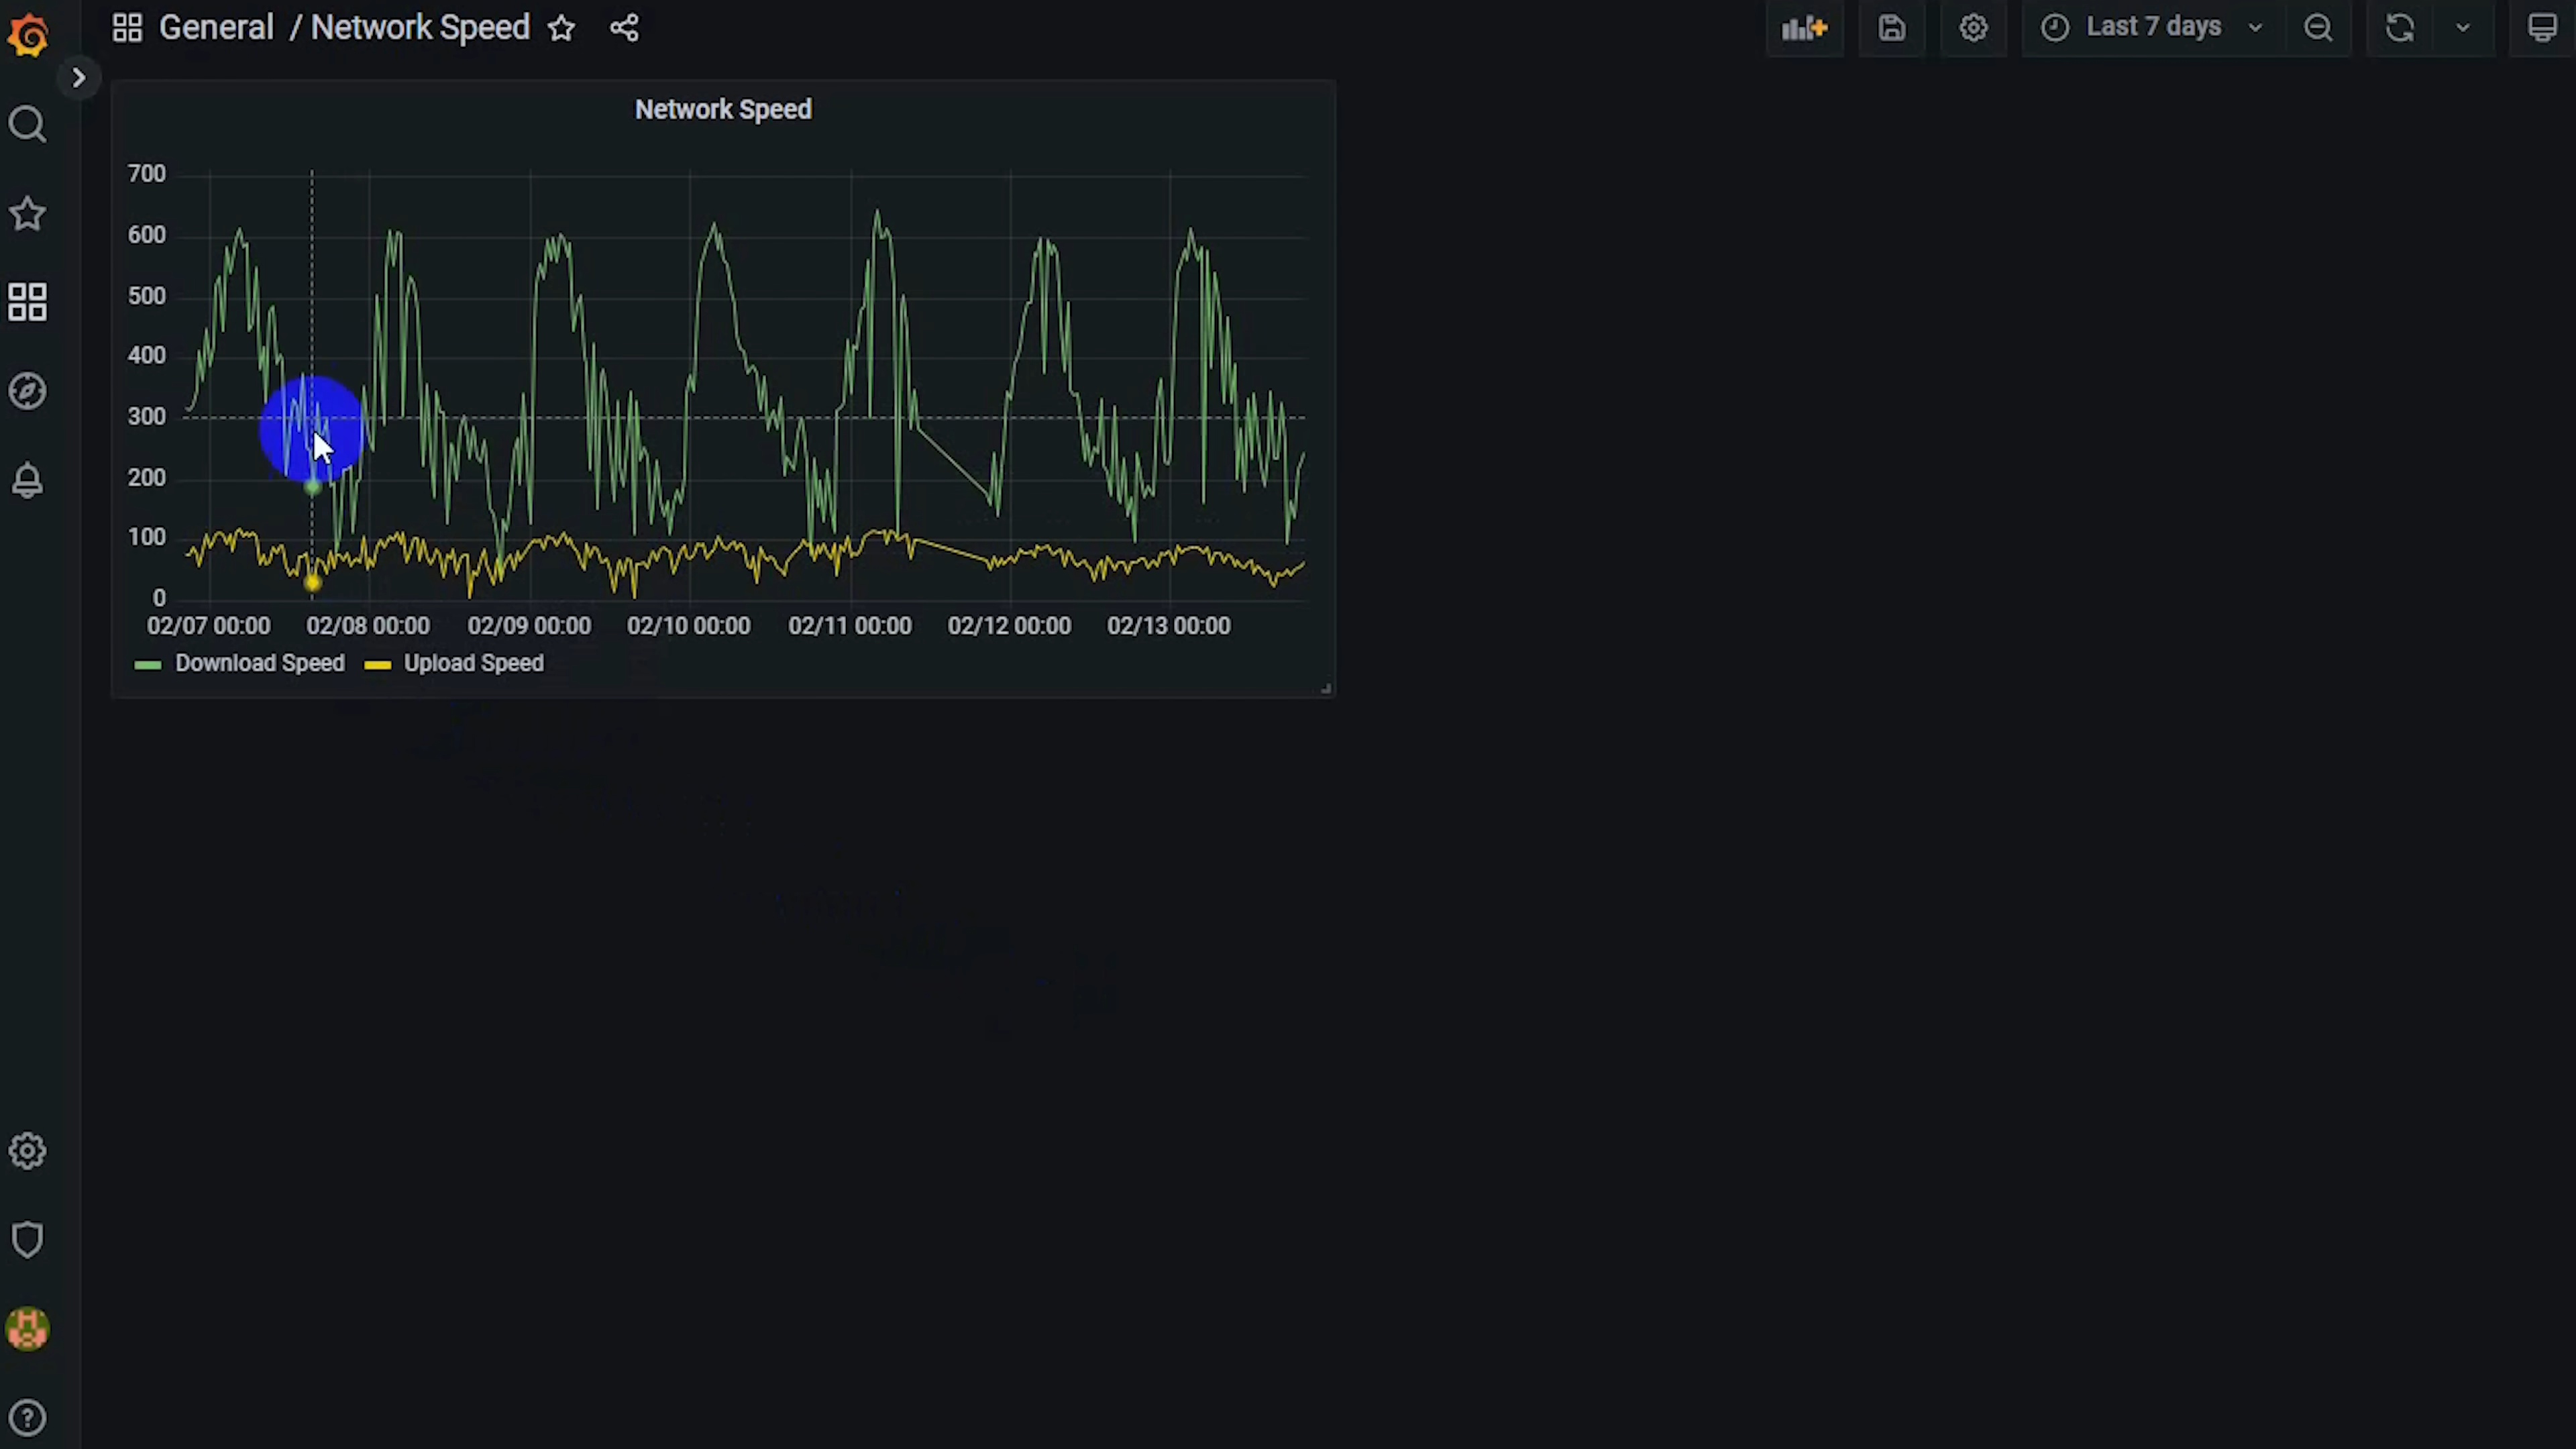 General / Network Speed
Last 7 days
Network Speed
700
600
500
400
300
200
100
0
02/07 00:00 02/08 00:00 02/09 00:00 02/10 00:00 02/11 00:00 02/12 00:00 02/13 00:00
Download Speed Upload Speed